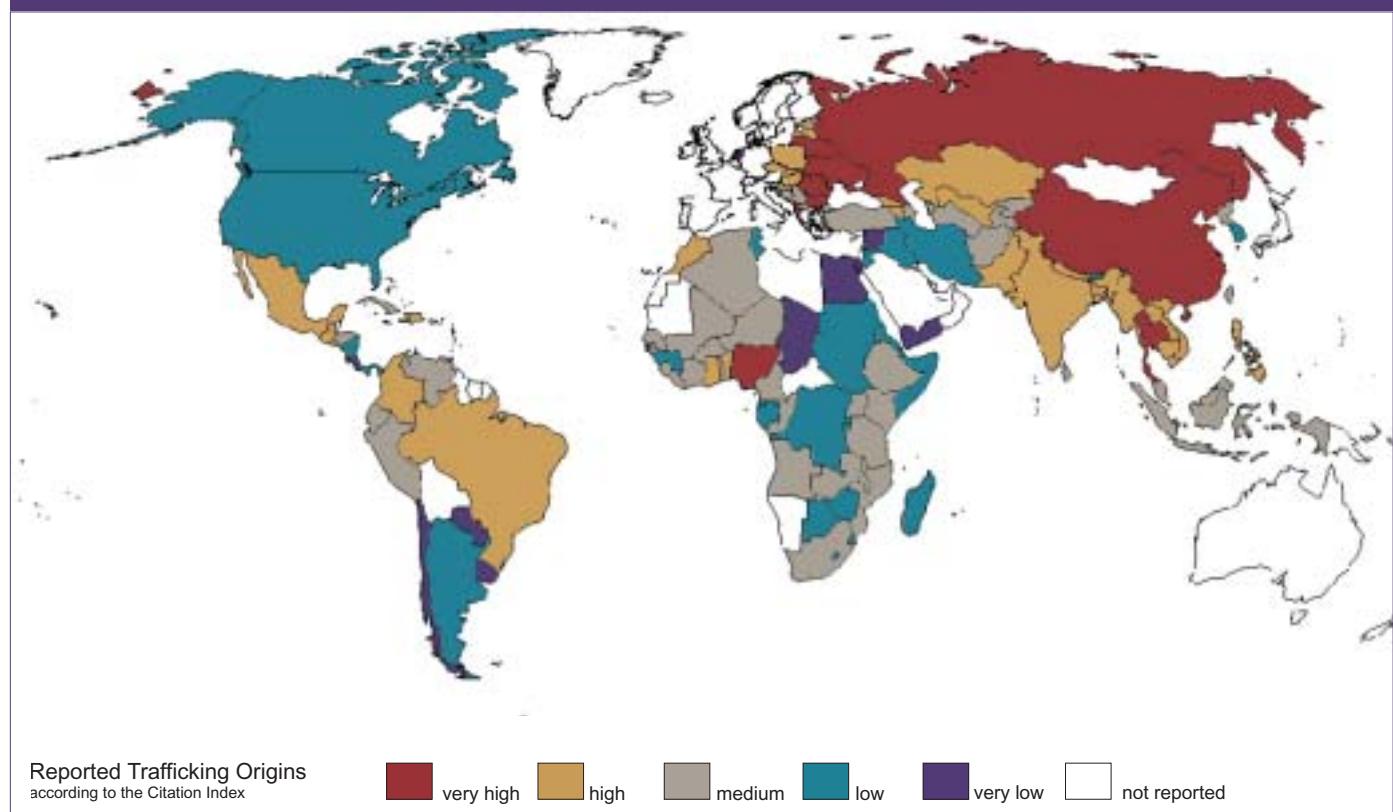 Reported Trafficking Origins
according to the Citation Index
very high
high
medium
low
very low
not reported